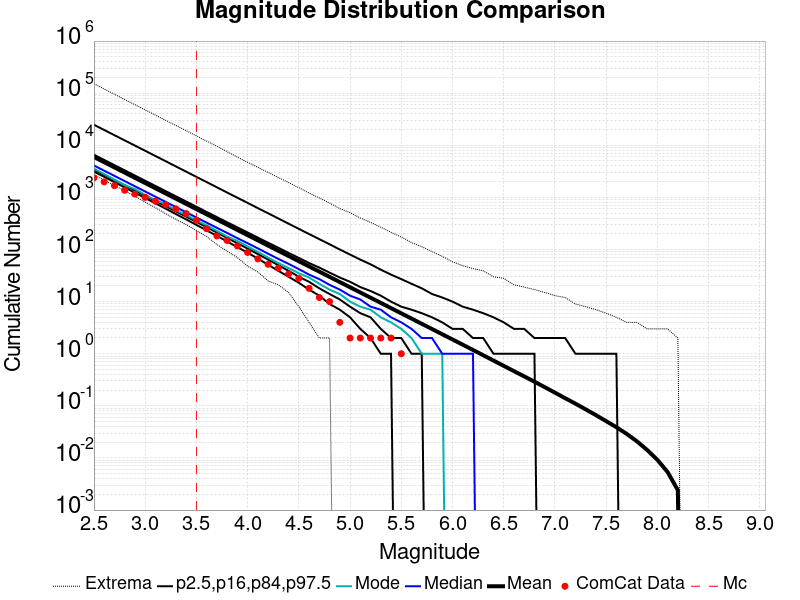 Magnitude Distribution Comparison
10^6
10^5
10^4
10^3
10^2
10^1
10^0
10^-1
10^-2
10^-3
Cumulative Number
2.5 3.0 3.5 4.0 4.5 5.0 5.5 6.0 6.5 7.0 7.5 8.0 8.5 9.0
Magnitude
Extrema p2.5,p16,p84,p97.5 Mode Median Mean ComCat Data Mc